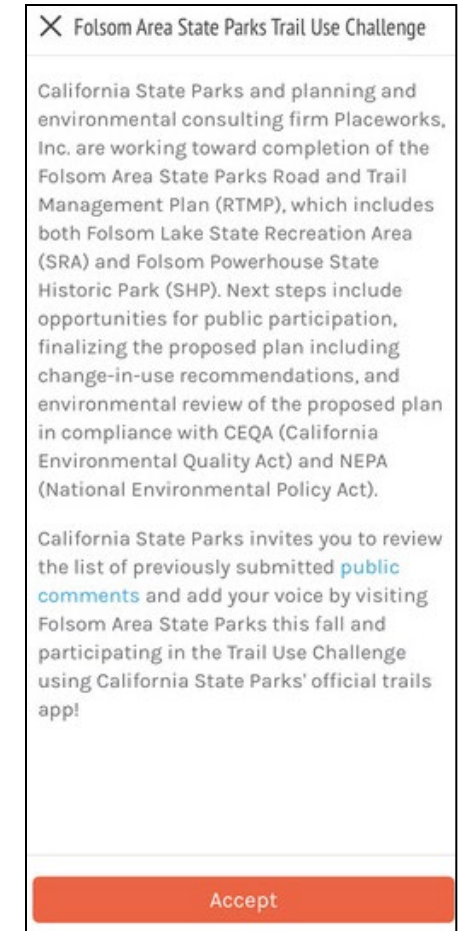 Folsom Area State Parks Trail Use Challenge
California State Parks and planning and
environmental consulting firm Placeworks,
Inc. are working toward completion of the
Folsom Area State Parks Road and Trail
Management Plan (RTMP), which includes
both Folsom Lake State Recreation Area
(SRA) and Folsom Powerhouse State
Historic Park (SHP). Next steps include
opportunities for public participation,
finalizing the proposed plan including
change-in-use recommendations, and
environmental review of the proposed plan
in compliance with CEQA (California
Environmental Quality Act) and NEPA
(National Environmental Policy Act).
California State Parks invites you to review
the list of previously submitted public
comments and add your voice by visiting
Folsom Area State Parks this fall and
participating in the Trail Use Challenge
using California State Parks' official trails
app!
Accept